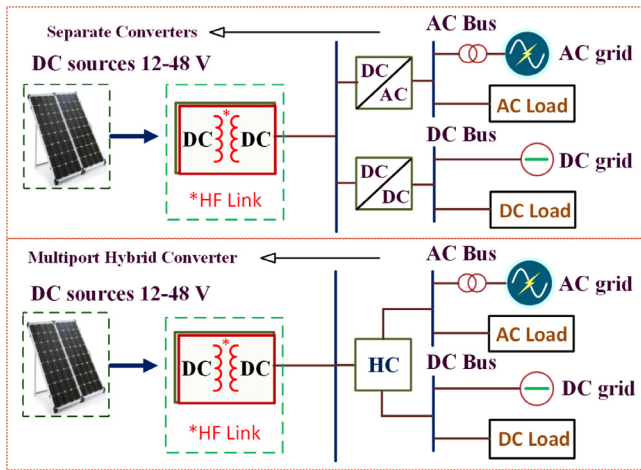 Separate Converters
AC Bus
DC sources 12-48 V
DC
AC
AC grid
AC Load
*
DC DC
*HF Link
DC Bus
DC
DC
DC grid
DC Load
Multiport Hybrid Converter
AC Bus
DC sources 12-48 V
AC grid
*
DC DC
HC
AC Load
DC Bus
*HF Link
DC grid
DC Load